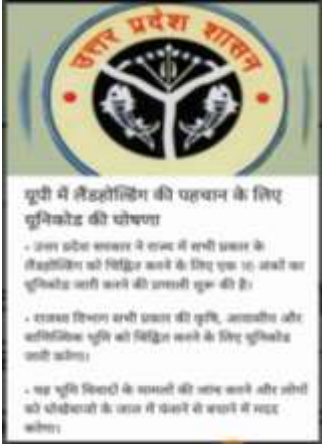 उत्तर प्रदेश शासन
यूपी में लैंडहोल्डिंग की पहचान के लिए
यूनिकोड की घोषणा
- उत्तर प्रदेश सरकार ने राज्य में सभी प्रकार के
लैंडहोल्डिंग को चिह्नित करने के लिए एक 16 अंकों का
यूनिकोड जारी करने की प्रणाली शुरू की है।
- राजस्व विभाग सभी प्रकार की कृषि, आवासीय और
वाणिज्यिक भूमि को चिह्नित करने के लिए यूनिकोड
जारी करेगा।
- यह भूमि विवादों के मामलों की जांच करने और लोगों
को धोखेबाजों के जाल में फंसने से बचाने में मदद
करेगा।